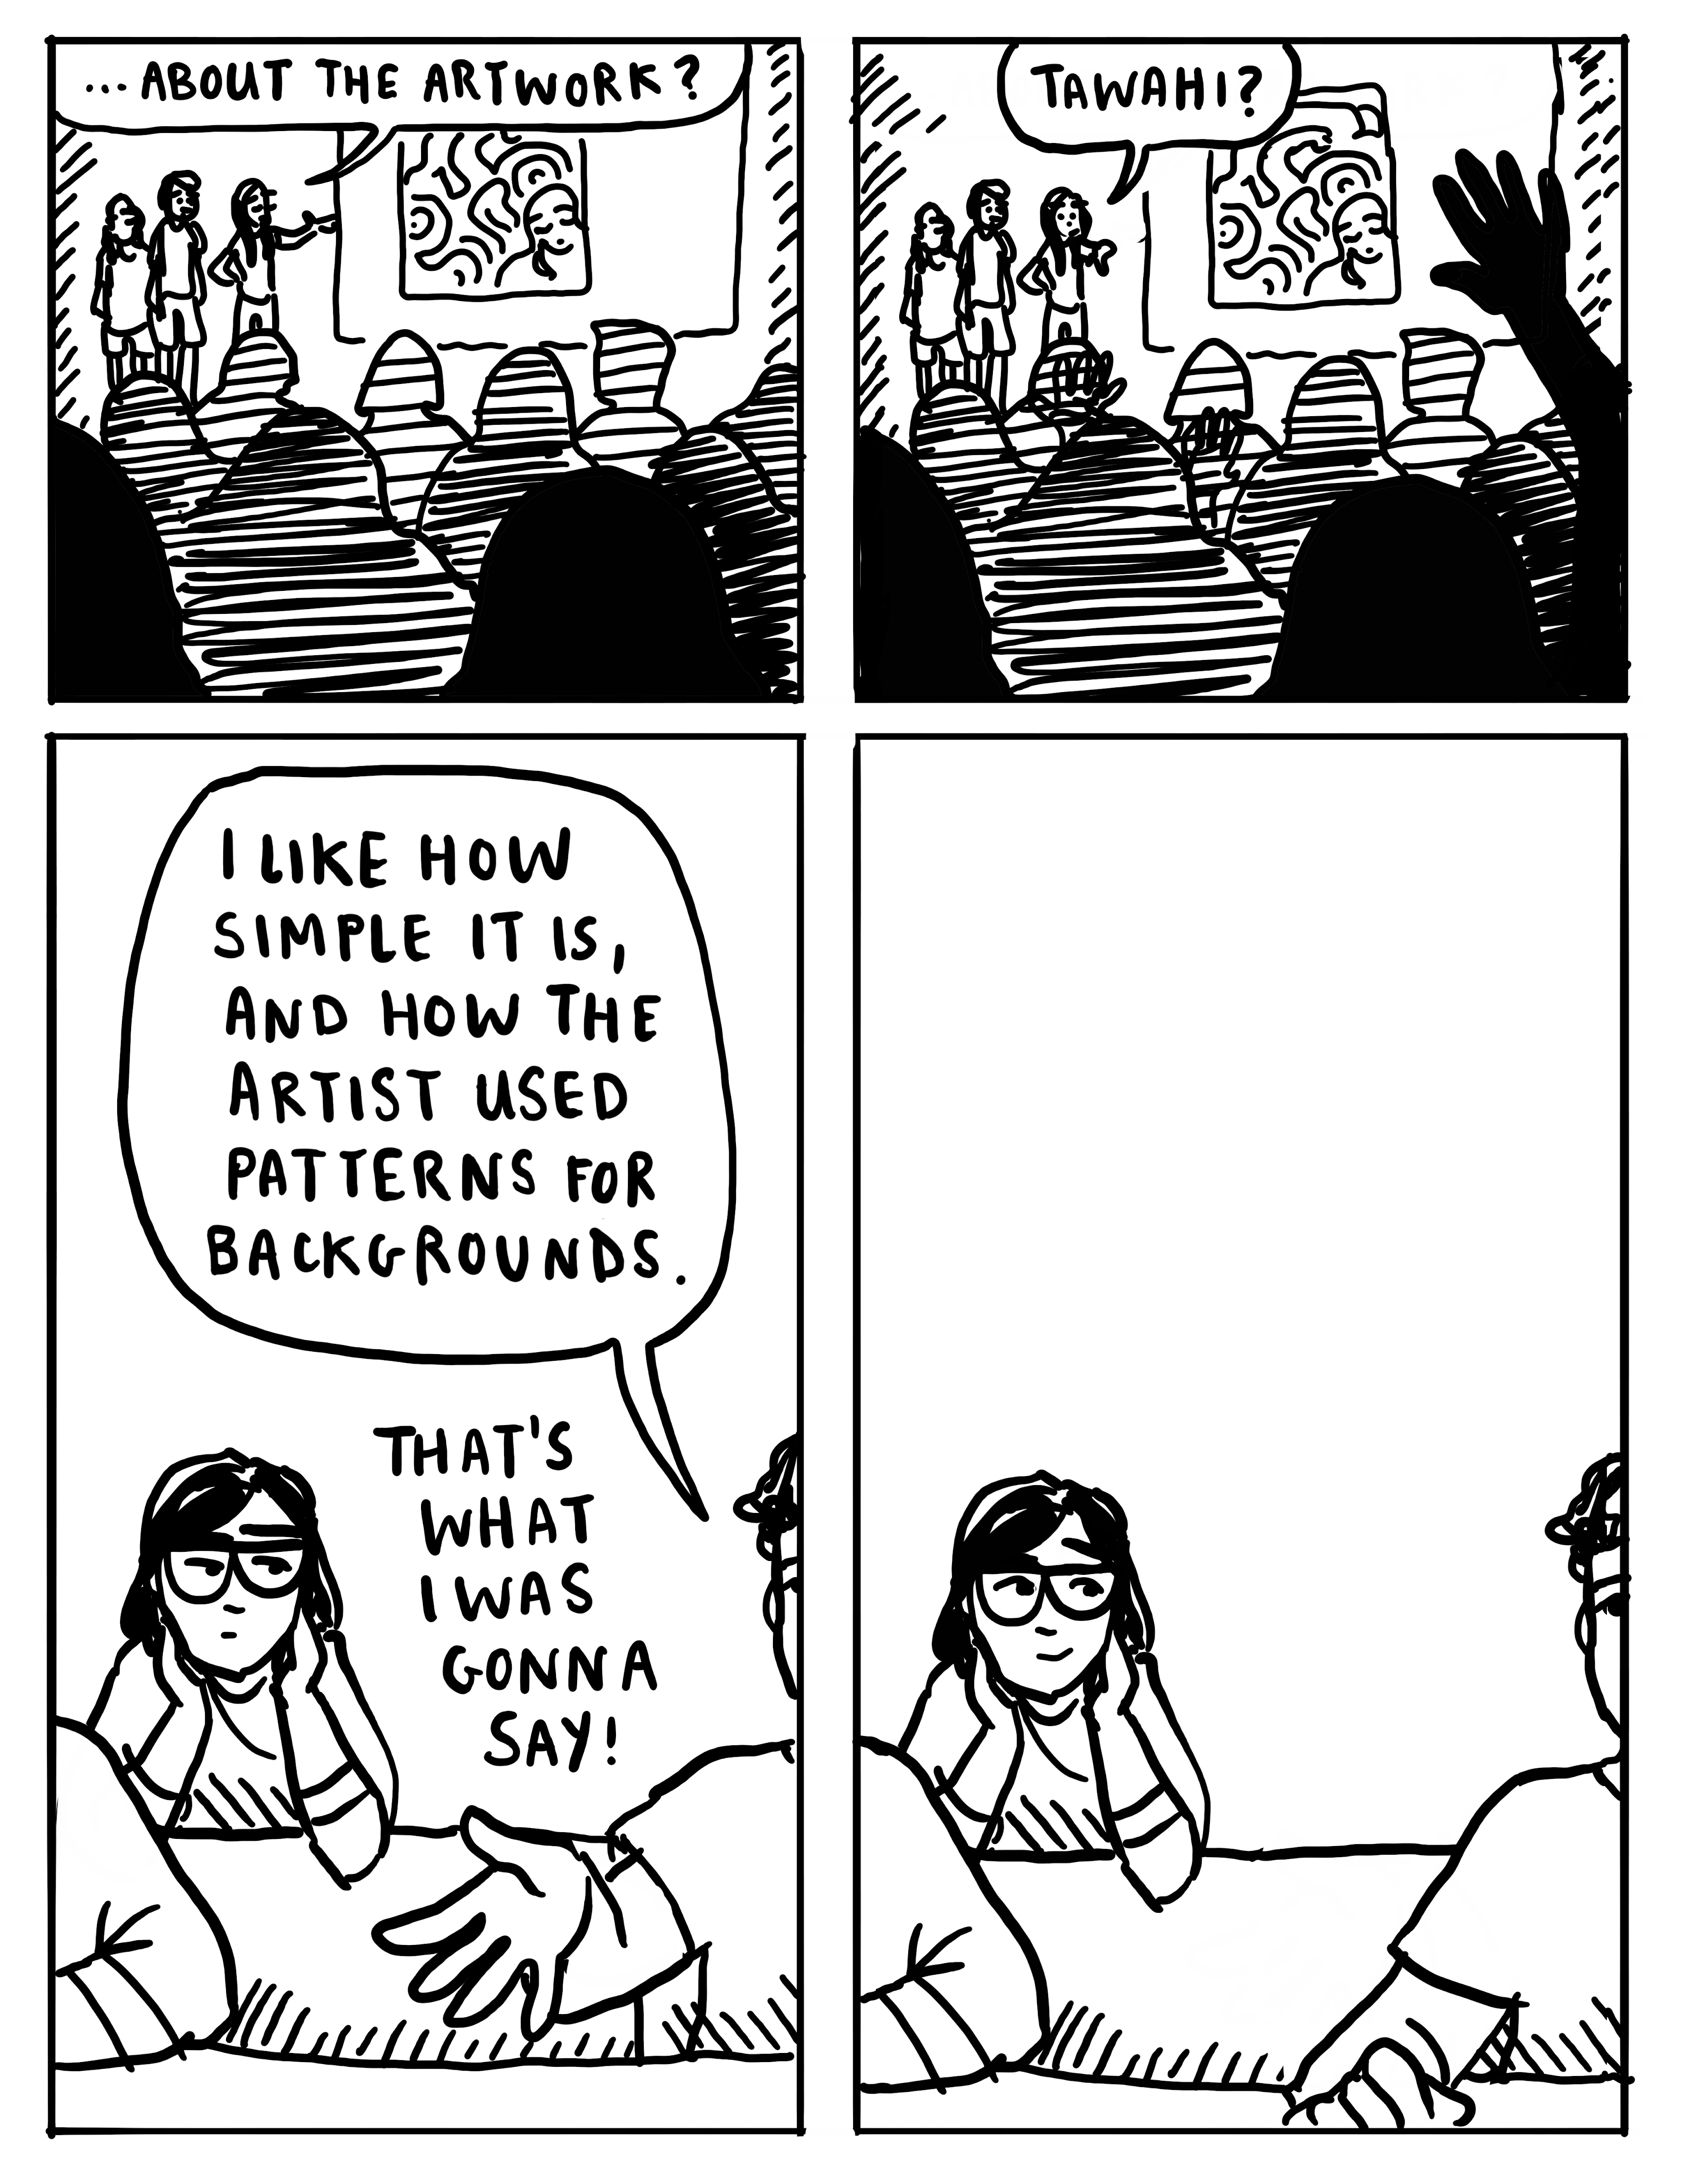 ...ABOUT THE ARTWORK?
TAWAHI?
I LIKE HOW
SIMPLE IT IS,
AND HOW THE
ARTIST USED
PATTERNS FOR
BACKGROUNDS.
THAT'S
WHAT
I WAS
GONNA
SAY!